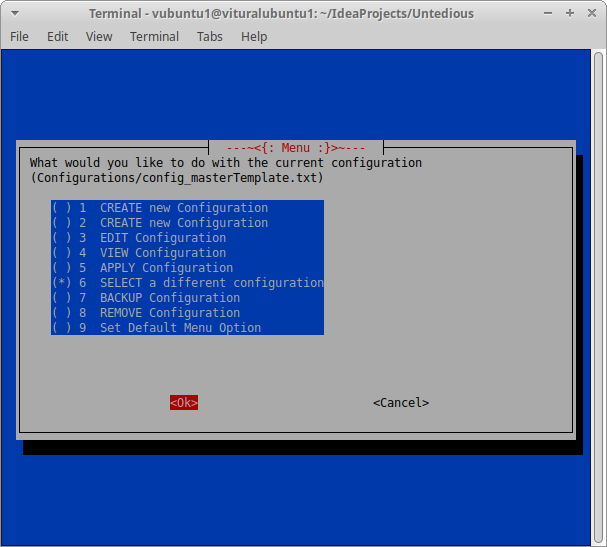 Terminal - vubuntu1@vituralubuntu1: ~/IdeaProjects/Untedious
File Edit View Terminal Tabs Help
---~<{: Menu :}>~---
What would you like to do with the current configuration
(Configurations/config_masterTemplate.txt)
( ) 1 CREATE new Configuration
( ) 2 CREATE new Configuration
( ) 3 EDIT Configuration
( ) 4 VIEW Configuration
( ) 5 APPLY Configuration
(*) 6 SELECT a different configuration
( ) 7 BACKUP Configuration
( ) 8 REMOVE Configuration
( ) 9 Set Default Menu Option
<Ok> <Cancel>